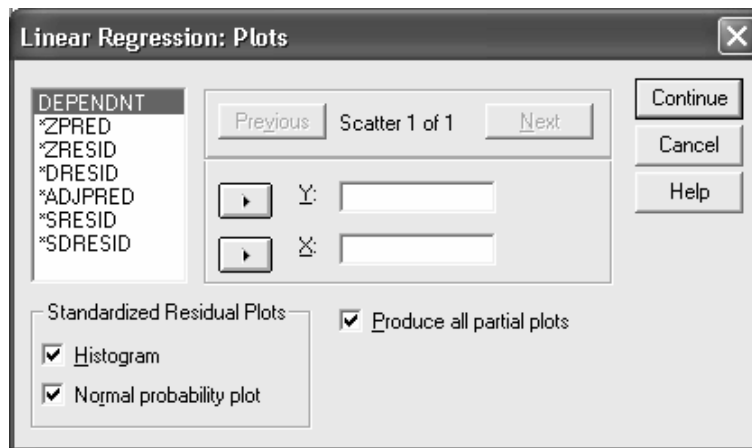 Linear Regression: Plots
DEPENDNT
*ZPRED
*ZRESID
*DRESID
*ADJPRED
*SRESID
*SDRESID
Previous
Scatter 1 of 1
Next
Y:
X:
Continue
Cancel
Help
Standardized Residual Plots
Histogram
Normal probability plot
Produce all partial plots